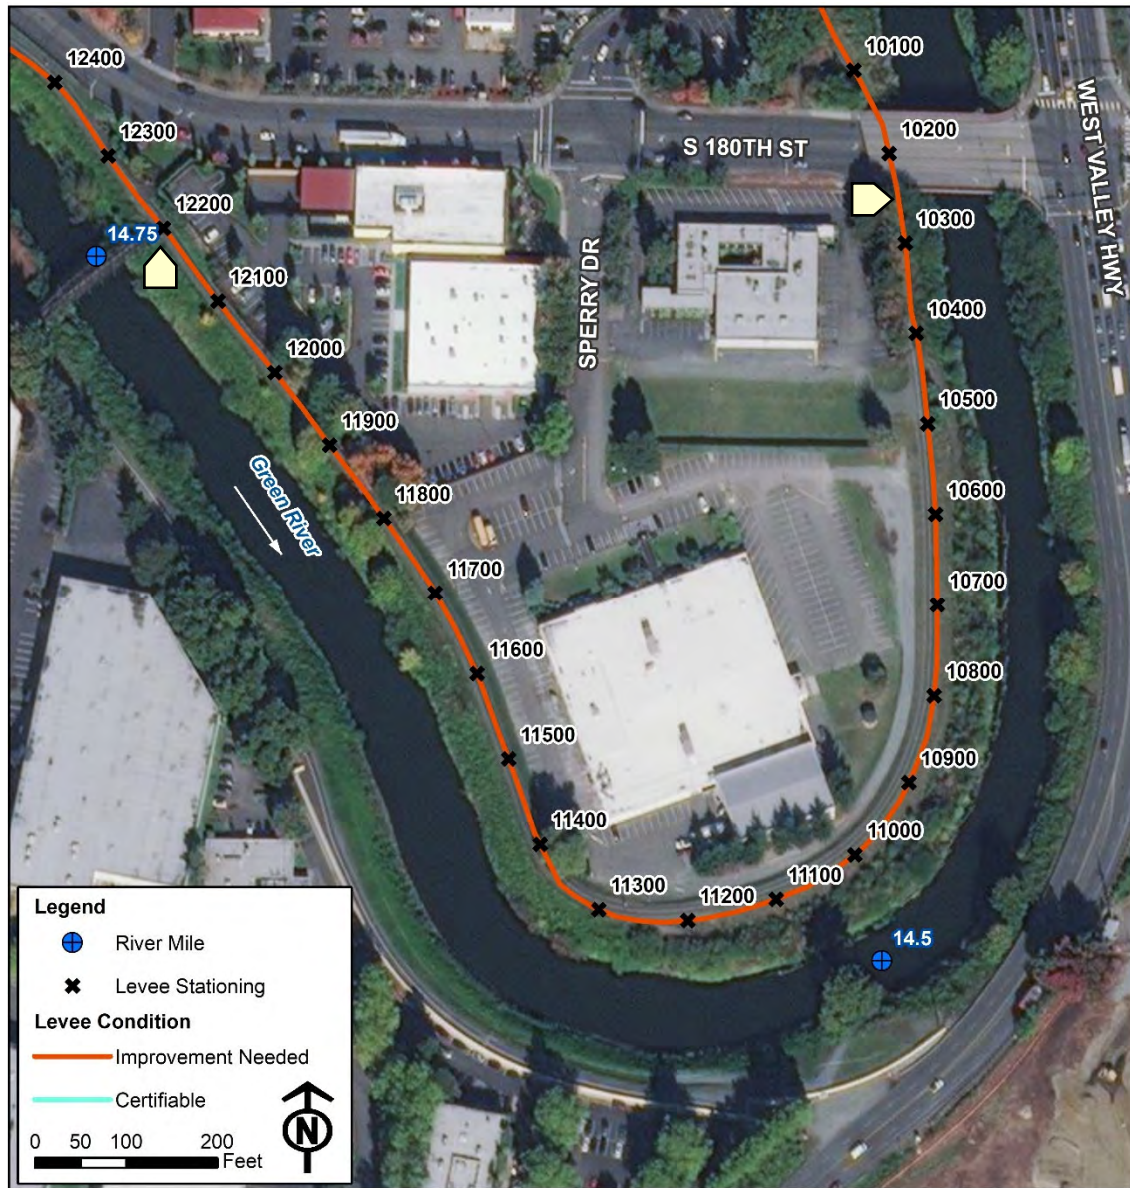 12400
10100
12300
10200
S 180TH ST
WEST VALLEY HWY
12200
14.75
10300
12100
SPERRY DR
10400
12000
10500
11900
Green River
11800
10600
11700
10700
11600
10800
11500
10900
11400
11000
11300
11200
11100
14.5
Legend
River Mile
Levee Stationing
Levee Condition
Improvement Needed
Certifiable
N
0 50 100 200
Feet